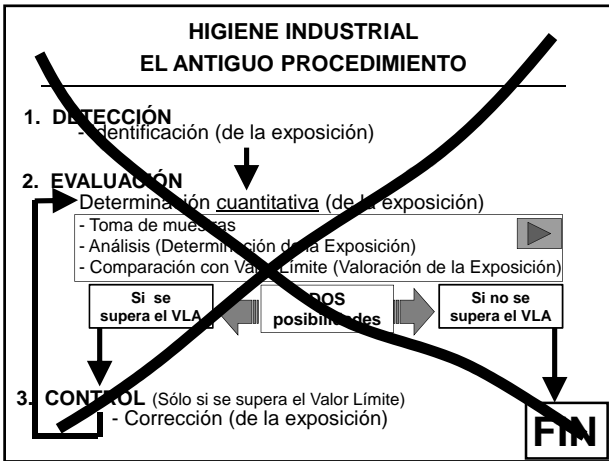 HIGIENE INDUSTRIAL
EL ANTIGUO PROCEDIMIENTO
1. DETECCIÓN
- Identificación (de la exposición)
2. EVALUACIÓN
Determinación cuantitativa (de la exposición)
- Toma de muestras
- Análisis (Determinación de la Exposición)
- Comparación con Valor Límite (Valoración de la Exposición)
Si se
supera el VLA
DOS
posibilidades
Si no se
supera el VLA
3. CONTROL (Sólo si se supera el Valor Límite)
- Corrección (de la exposición)
FIN